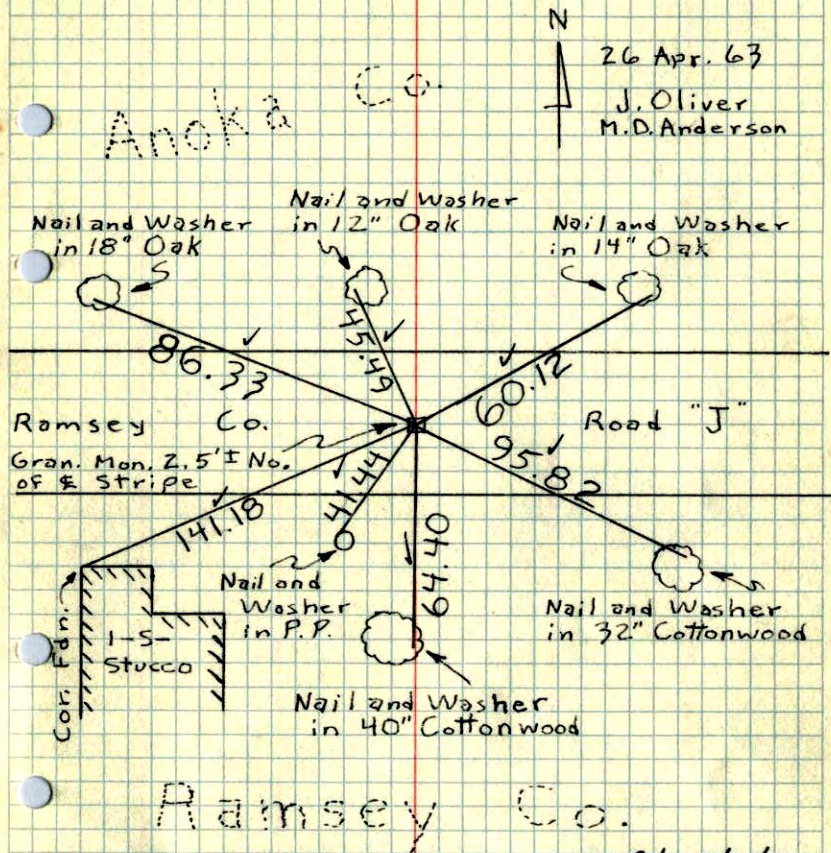 N
26 Apr. 63
J. Oliver
M.D. Anderson
Anoka Co.
Nail and Washer
in 18" Oak
Nail and Washer
in 12" Oak
Nail and Washer
in 14" Oak
86.33
45.49
60.12
Ramsey Co.
Road "J"
Gran. Mon. 2.5'± No.
of ℄ Stripe
95.82
141.18
41.44
64.40
Nail and
Washer
in P.P.
Cor. Fdn.
1-S-
Stucco
Nail and Washer
in 32" Cottonwood
Nail and Washer
in 40" Cottonwood
Ramsey Co.